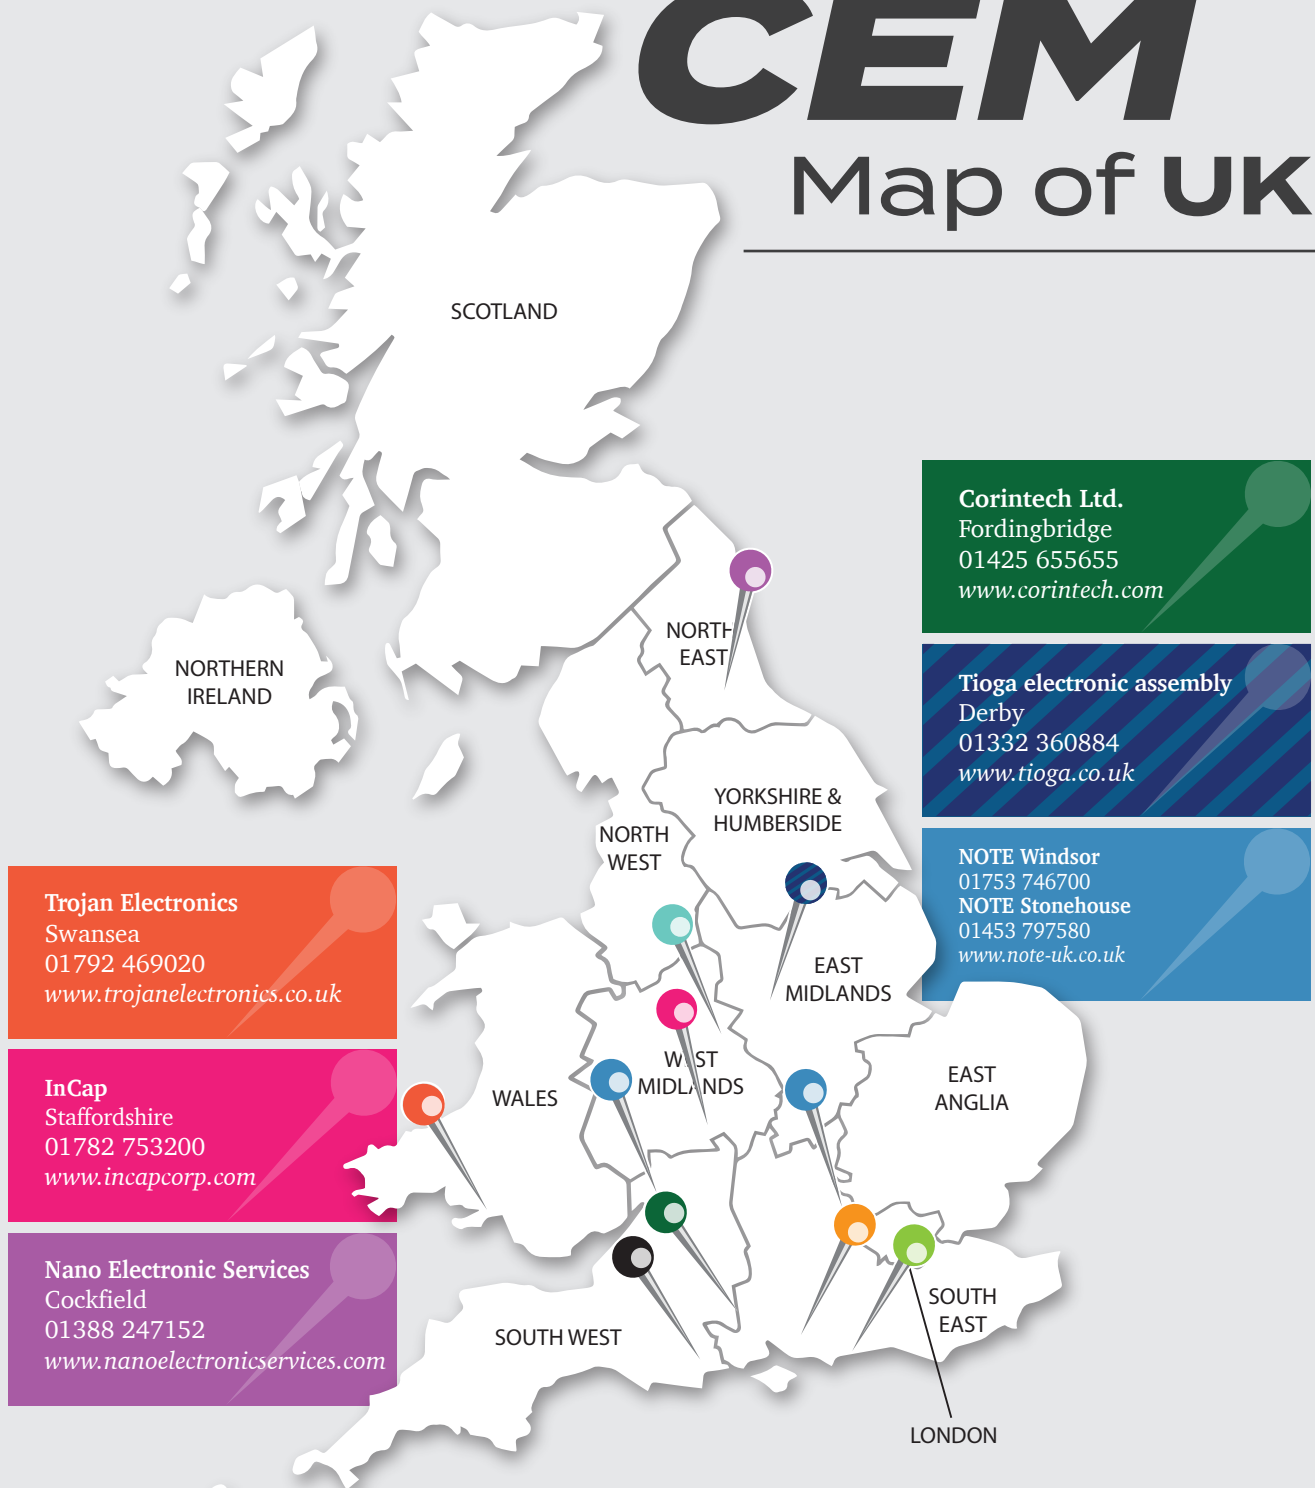 CEM
Map of UK
SCOTLAND
NORTHERN
IRELAND
NORTH
EAST
YORKSHIRE &
HUMBERSIDE
NORTH
WEST
EAST
MIDLANDS
WEST
MIDLANDS
WALES
EAST
ANGLIA
SOUTH WEST
SOUTH
EAST
LONDON
Corintech Ltd.
Fordingbridge
01425 655655
www.corintech.com
Tioga electronic assembly
Derby
01332 360884
www.tioga.co.uk
NOTE Windsor
01753 746700
NOTE Stonehouse
01453 797580
www.note-uk.co.uk
Trojan Electronics
Swansea
01792 469020
www.trojanelectronics.co.uk
InCap
Staffordshire
01782 753200
www.incapcorp.com
Nano Electronic Services
Cockfield
01388 247152
www.nanoelectronicservices.com